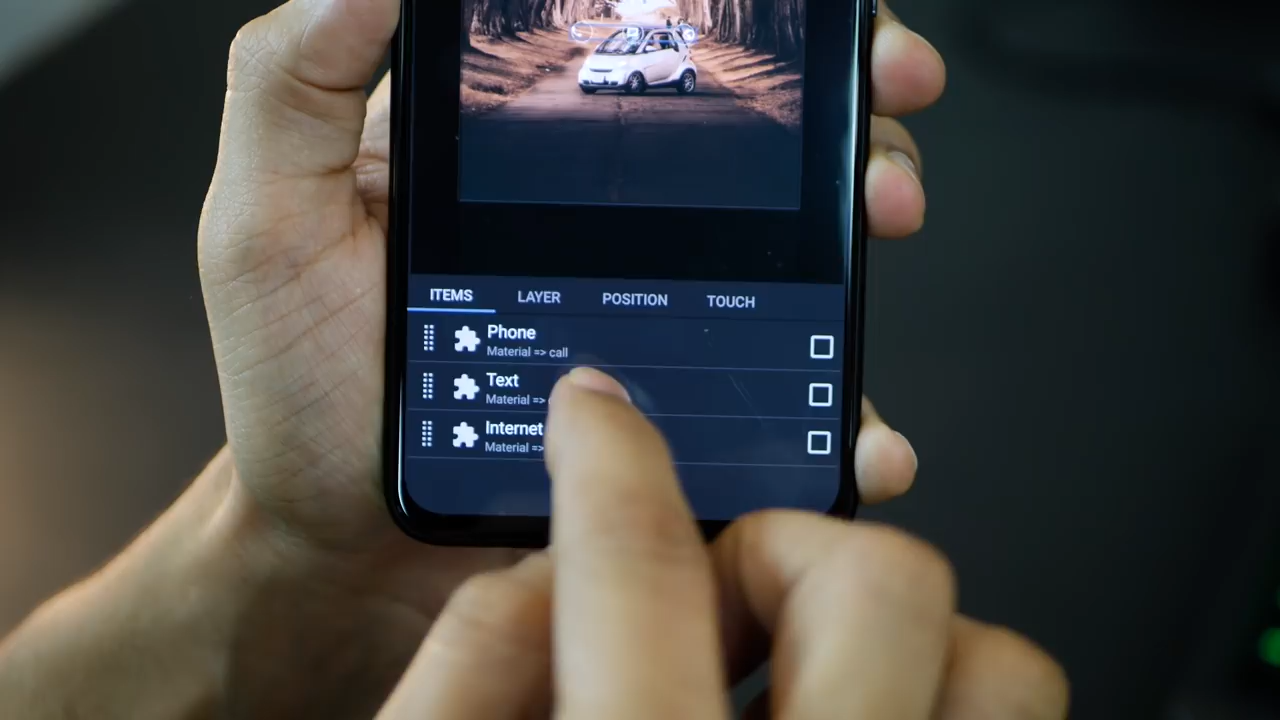 ITEMS LAYER POSITION TOUCH
Phone
Material => call
Text
Material =>
Internet
Material =>